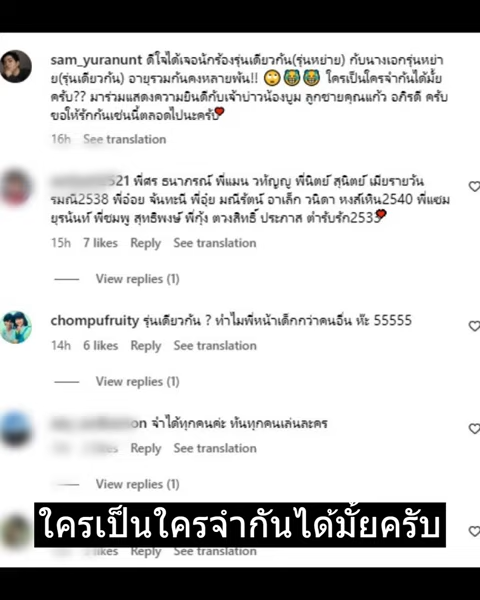 sam_yuranunt ดีใจได้เจอนักร้องรุ่นเดียวกัน(รุ่นหย่าย) กับนางเอกรุ่นหย่า
ย(รุ่นเดียวกัน) อายุรวมกันคงหลายพัน!! 🙄🤯🤯 ใครเป็นใครจำกันได้มั้ย
ครับ?? มาร่วมแสดงความยินดีกับเจ้าบ่าวน้องบูม ลูกชายคุณแก้ว อภิรดี ครับ
ขอให้รักกันเช่นนี้ตลอดไปนะครับ❣️
16h See translation
521 พี่ศร ธนาภรณ์ พี่แมน วทัญญู พี่นิตย์ สุนิตย์ เมียรายวัน
รมณี2538 พี่อ้อย จันทะนี พี่อุ๋ย มณีรัตน์ อาเล็ก วนิดา หงส์เหิน2540 พี่แซม
ยุรนันท์ พี่ชมพู สุทธิพงษ์ พี่กุ้ง ตวงสิทธิ์ ประกาส ตำรับรัก2533❣️
15h 7 likes Reply See translation
View replies (1)
chompufruity รุ่นเดียวกัน ? ทำไมพี่หน้าเด็กกว่าคนอื่น ห๊ะ 55555
14h 6 likes Reply See translation
View replies (1)
on จำได้ทุกคนค่ะ ทันทุกคนเล่นละคร
Reply See translation
View replies (1)
ใครเป็นใครจำกันได้มั้ยครับ
likes Reply See translation